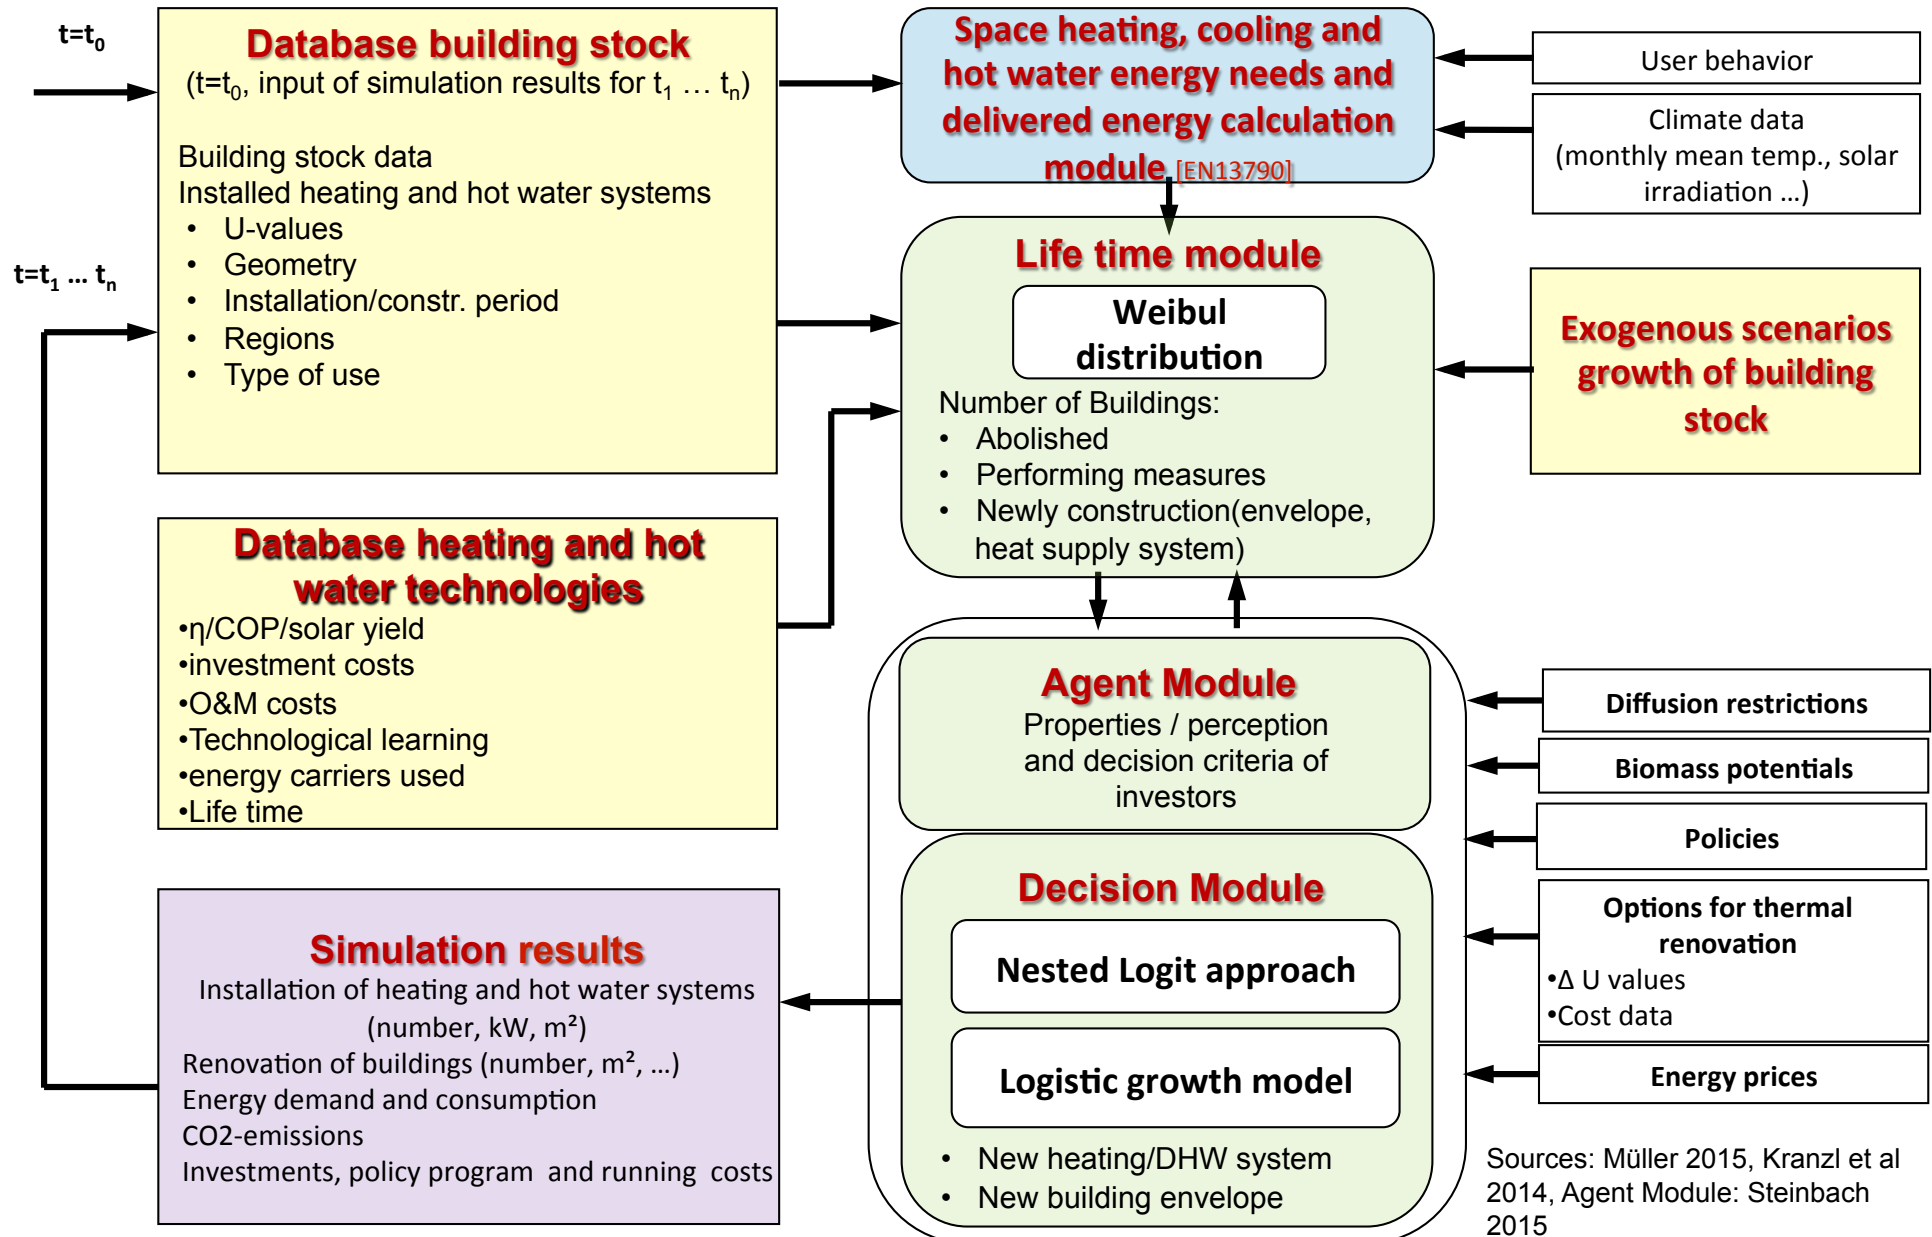 t=t0
Database building stock
(t=t0, input of simulation results for t1 … tn)
Building stock data
Installed heating and hot water systems
• U-values
• Geometry
• Installation/constr. period
• Regions
• Type of use
t=t1 ... tn
Database heating and hot
water technologies
•η/COP/solar yield
•investment costs
•O&M costs
•Technological learning
•energy carriers used
•Life time
Simulation results
Installation of heating and hot water systems
(number, kW, m²)
Renovation of buildings (number, m², …)
Energy demand and consumption
CO2-emissions
Investments, policy program and running costs
Space heating, cooling and
hot water energy needs and
delivered energy calculation
module [EN13790]
Life time module
Weibul
distribution
Number of Buildings:
• Abolished
• Performing measures
• Newly construction(envelope,
heat supply system)
Agent Module
Properties / perception
and decision criteria of
investors
Decision Module
Nested Logit approach
Logistic growth model
• New heating/DHW system
• New building envelope
User behavior
Climate data
(monthly mean temp., solar
irradiation …)
Exogenous scenarios
growth of building
stock
Diffusion restrictions
Biomass potentials
Policies
Options for thermal
renovation
•Δ U values
•Cost data
Energy prices
Sources: Müller 2015, Kranzl et al
2014, Agent Module: Steinbach
2015